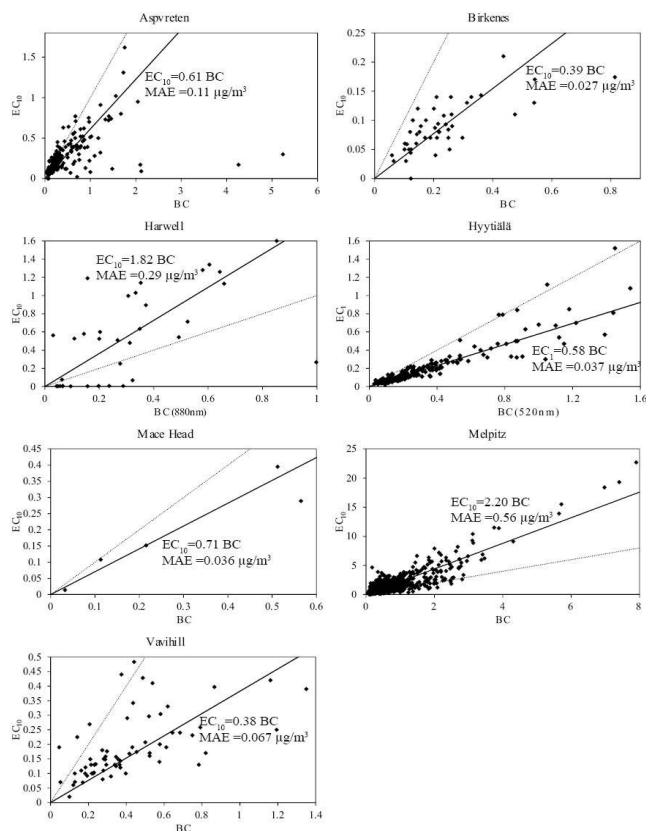 Aspvreten
EC10
1.5
1
0.5
0
0 1 2 3 4 5 6
BC
EC10=0.61 BC
MAE = 0.11 µg/m³
Birkenes
EC10
0.25
0.2
0.15
0.1
0.05
0
0 0.2 0.4 0.6 0.8
BC
EC10=0.39 BC
MAE = 0.027 µg/m³
Harwell
EC10
1.6
1.4
1.2
1
0.8
0.6
0.4
0.2
0
0 0.2 0.4 0.6 0.8 1
BC (880nm)
EC10=1.82 BC
MAE = 0.29 µg/m³
Hyytiälä
EC1
1.6
1.4
1.2
1
0.8
0.6
0.4
0.2
0
0 0.4 0.8 1.2 1.6
BC (520nm)
EC1=0.58 BC
MAE = 0.037 µg/m³
Mace Head
EC10
0.45
0.4
0.35
0.3
0.25
0.2
0.15
0.1
0.05
0
0 0.1 0.2 0.3 0.4 0.5 0.6
BC
EC10=0.71 BC
MAE = 0.036 µg/m³
Melpitz
EC10
25
20
15
10
5
0
0 2 4 6 8
BC
EC10=2.20 BC
MAE = 0.56 µg/m³
Vavihill
EC10
0.5
0.45
0.4
0.35
0.3
0.25
0.2
0.15
0.1
0.05
0
0 0.2 0.4 0.6 0.8 1 1.2 1.4
BC
EC10=0.38 BC
MAE = 0.067 µg/m³